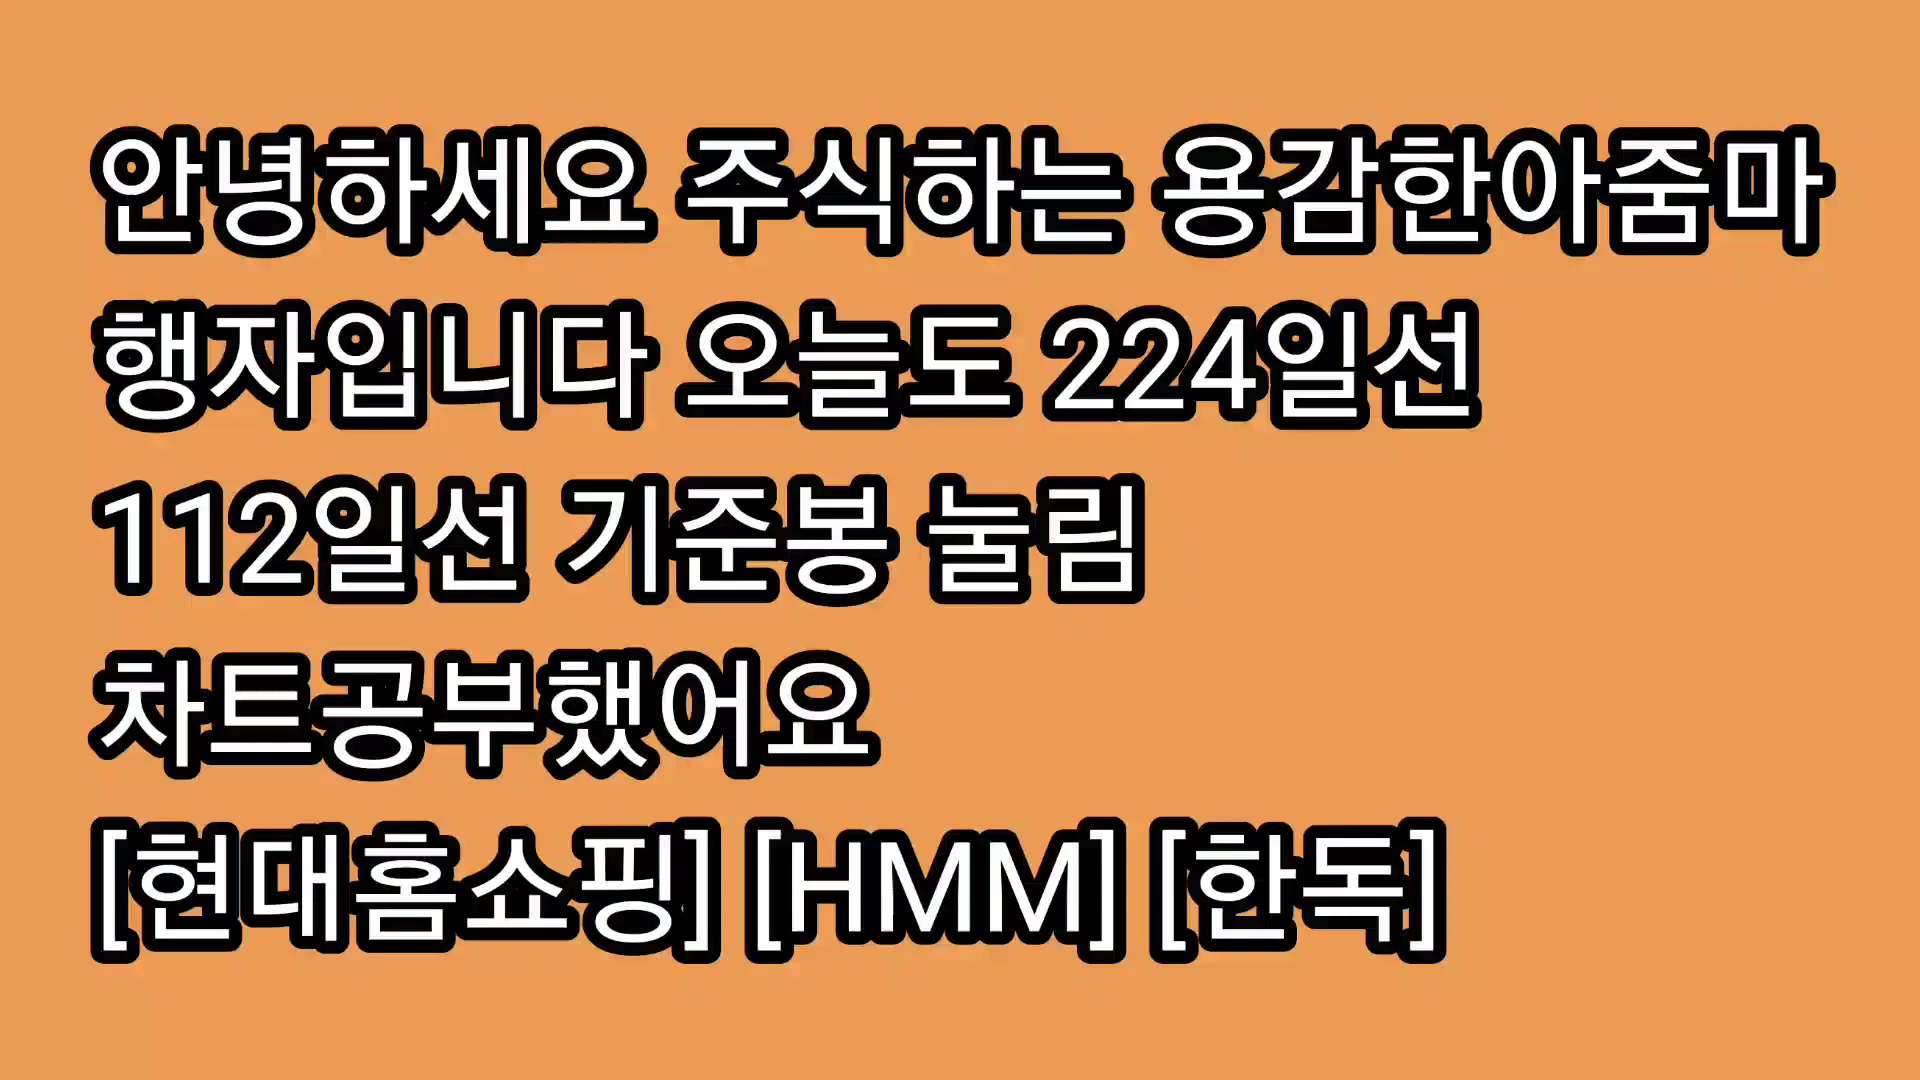 안녕하세요 주식하는 용감한아줌마
행자입니다 오늘도 224일선
112일선 기준봉 눌림
차트공부했어요
[현대홈쇼핑] [HMM] [한독]